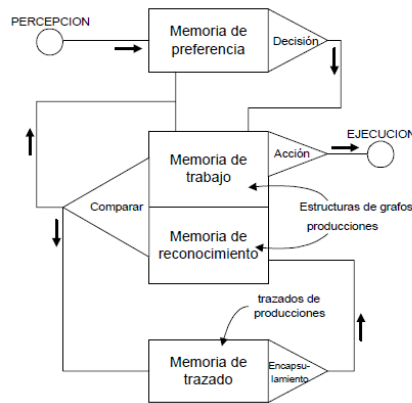 PERCEPCION
Memoria de
preferencia
Decisión
EJECUCION
Memoria de
trabajo
Acción
Comparar
Estructuras de grafos
producciones
Memoria de
reconocimiento
trazados de
producciones
Memoria de
trazado
Encapsu-
lamiento